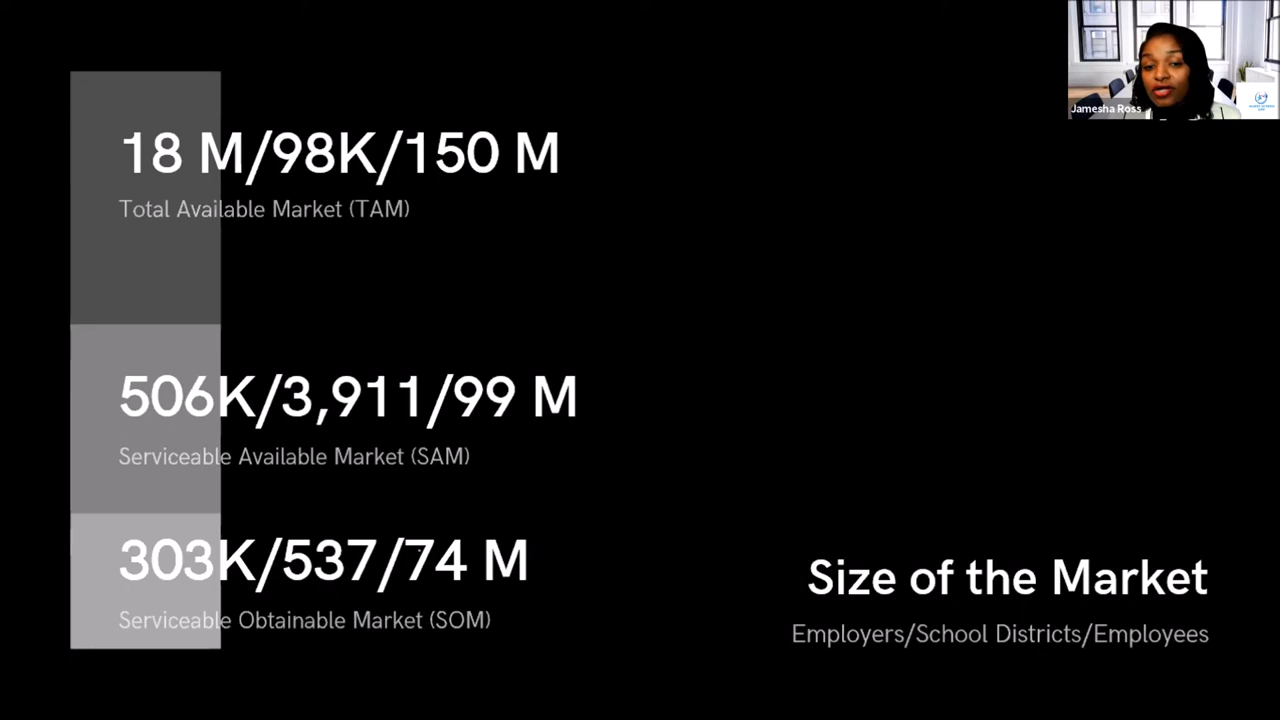 18 M/98K/150 M
Total Available Market (TAM)
506K/3,911/99 M
Serviceable Available Market (SAM)
303K/537/74 M
Serviceable Obtainable Market (SOM)
Size of the Market
Employers/School Districts/Employees
Jamesha Ross